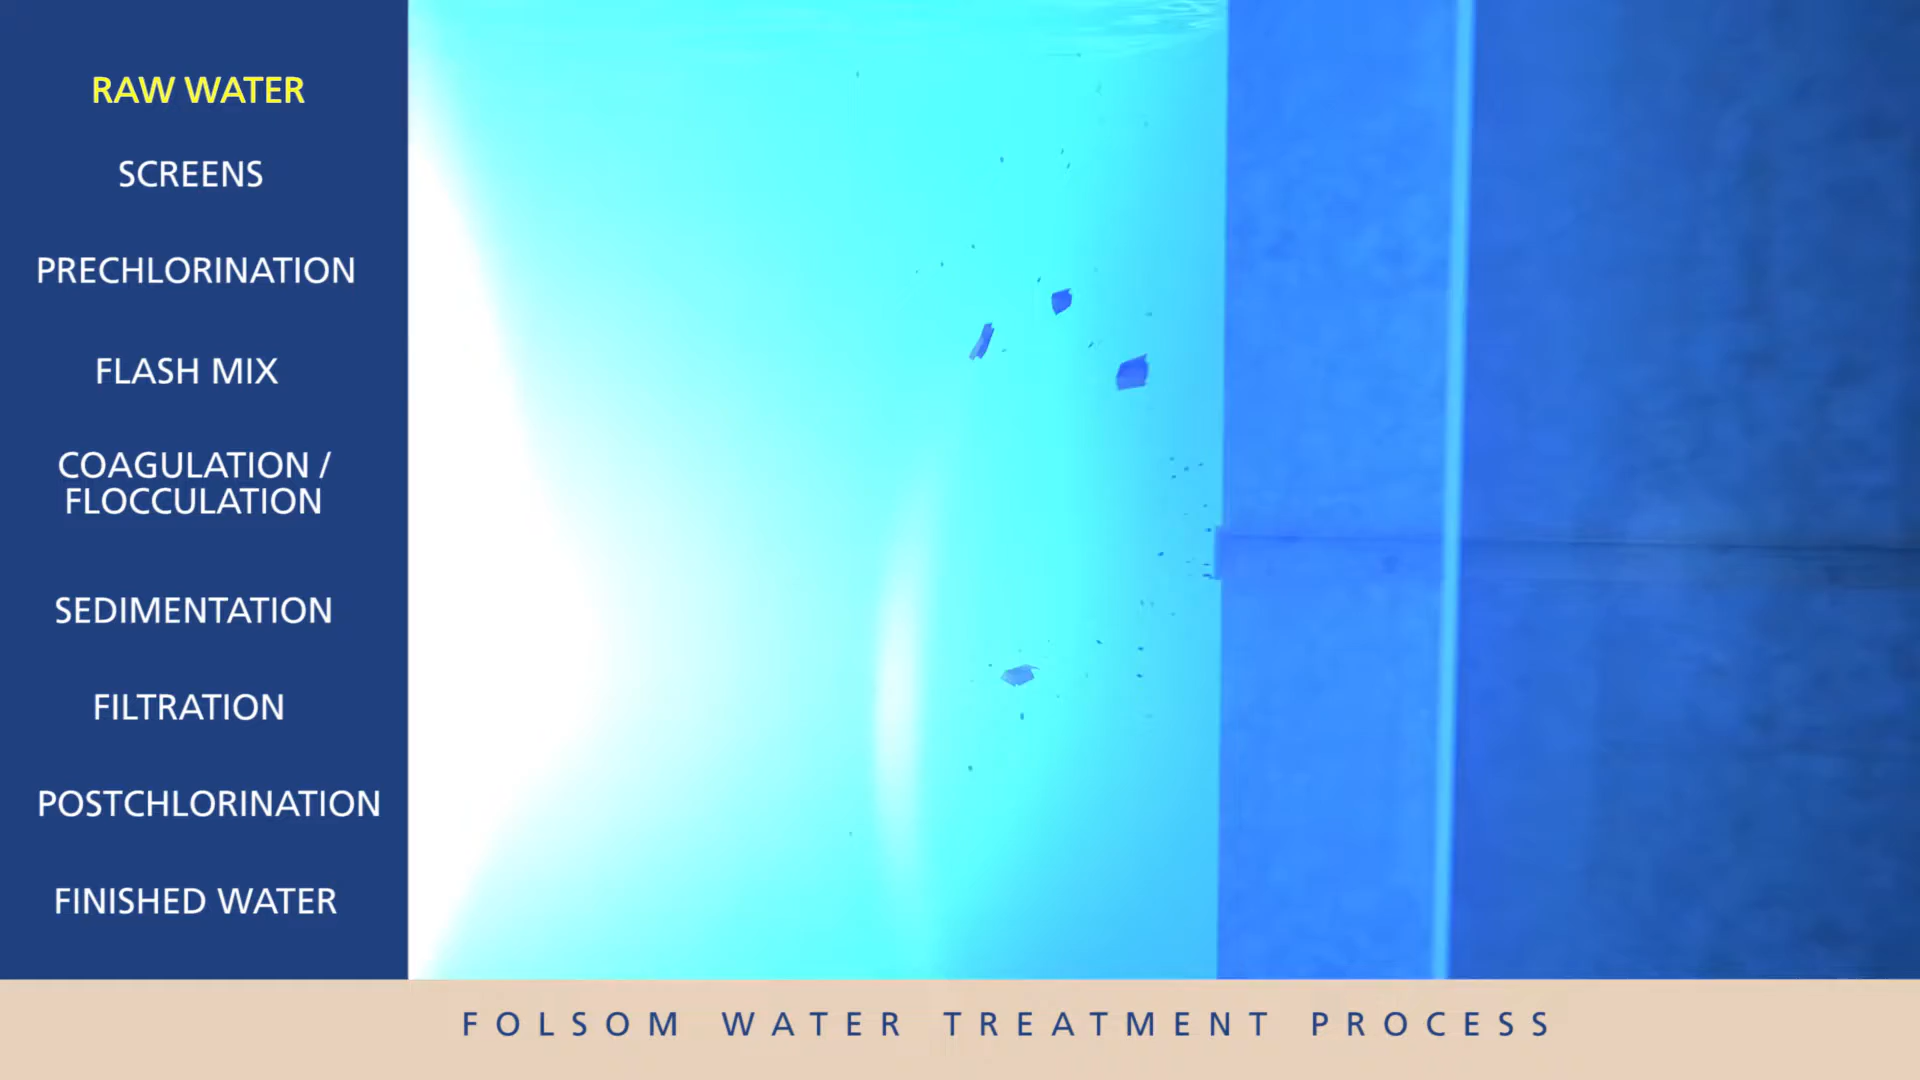 RAW WATER
SCREENS
PRECHLORINATION
FLASH MIX
COAGULATION /
FLOCCULATION
SEDIMENTATION
FILTRATION
POSTCHLORINATION
FINISHED WATER
FOLSOM WATER TREATMENT PROCESS